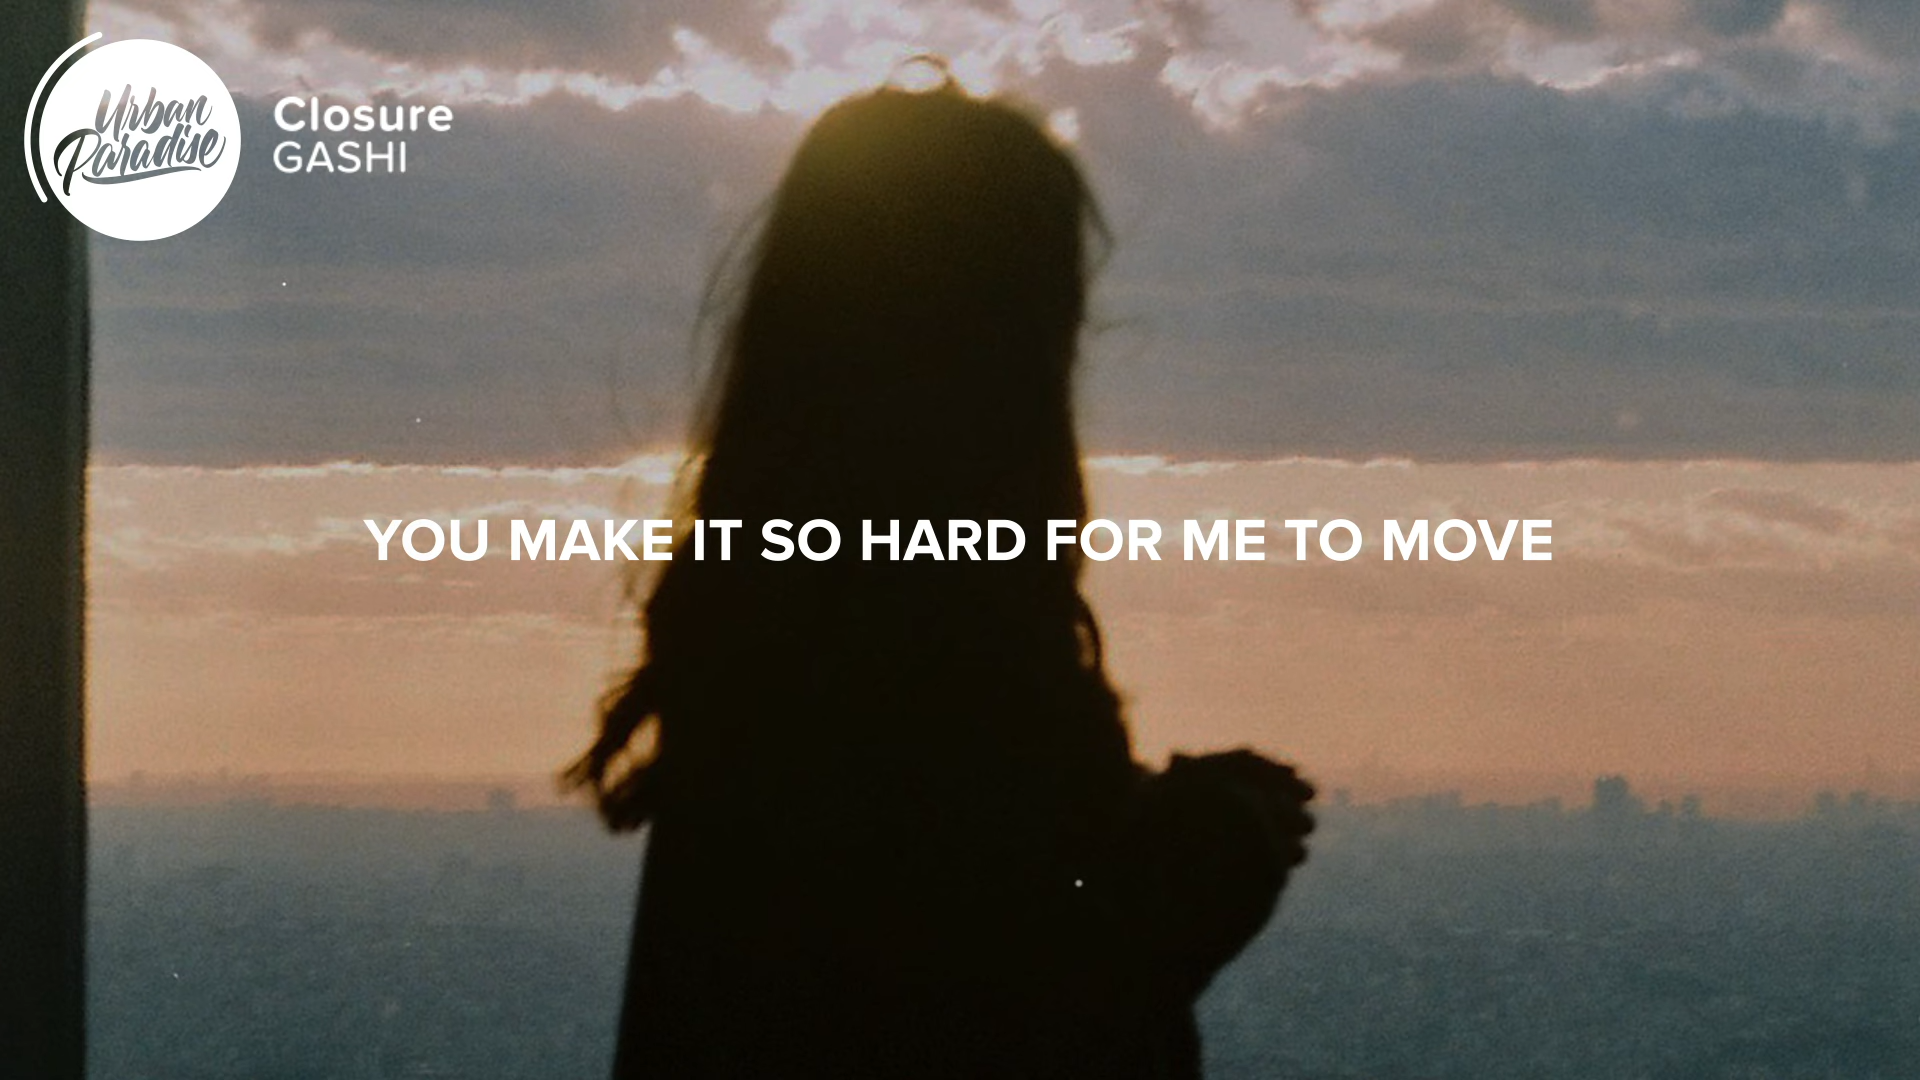 Urban
Paradise
Closure
GASHI
YOU MAKE IT SO HARD FOR ME TO MOVE